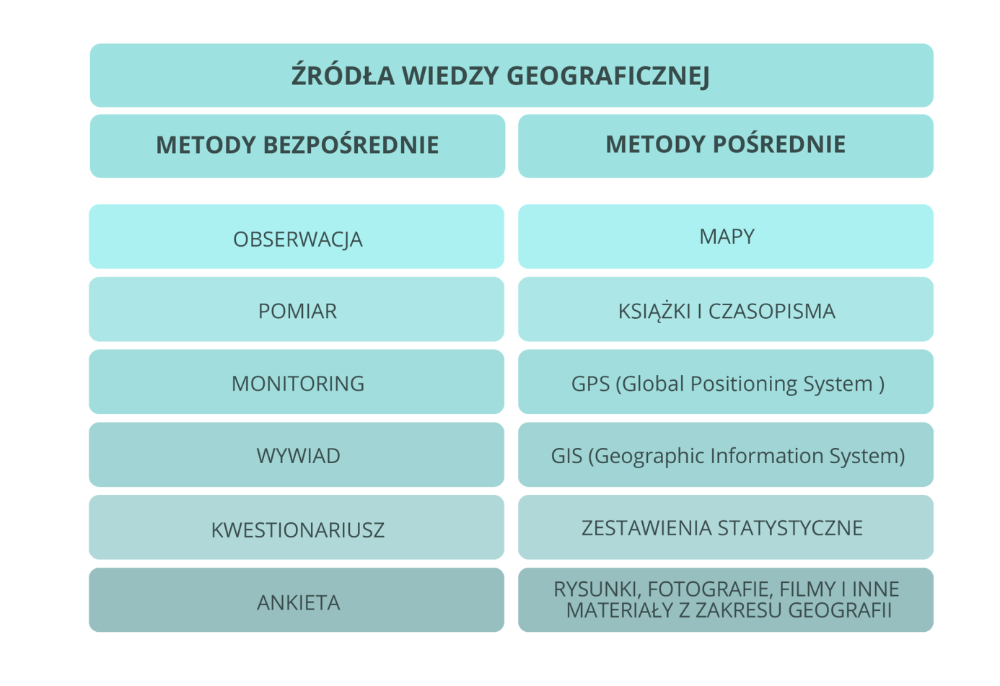 ŹRÓDŁA WIEDZY GEOGRAFICZNEJ
METODY BEZPOŚREDNIE
METODY POŚREDNIE
OBSERWACJA
MAPY
POMIAR
KSIĄŻKI I CZASOPISMA
MONITORING
GPS (Global Positioning System )
WYWIAD
GIS (Geographic Information System)
KWESTIONARIUSZ
ZESTAWIENIA STATYSTYCZNE
ANKIETA
RYSUNKI, FOTOGRAFIE, FILMY I INNE
MATERIAŁY Z ZAKRESU GEOGRAFII